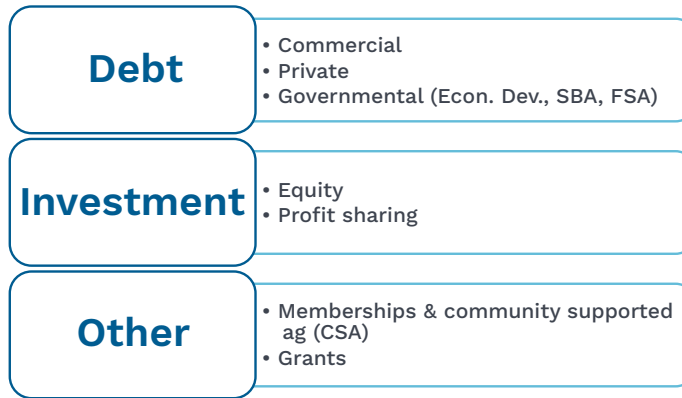 Debt
• Commercial
• Private
• Governmental (Econ. Dev., SBA, FSA)
Investment
• Equity
• Profit sharing
Other
• Memberships & community supported
ag (CSA)
• Grants